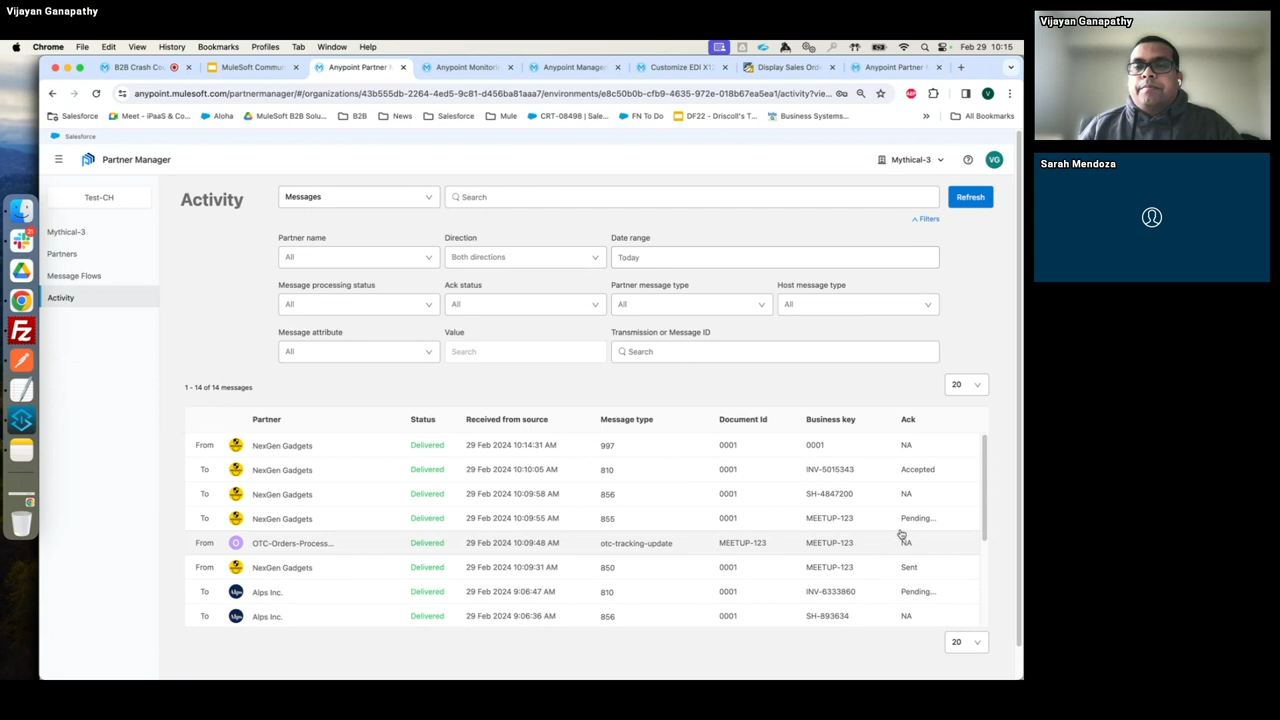 Vijayan Ganapathy
Chrome File Edit View History Bookmarks Profiles Tab Window Help
Feb 29 10:15
B2B Crash Co
MuleSoft Commun
Anypoint Partner
Anypoint Monitori
Anypoint Manage
Customize EDI X1
Display Sales Ord
Anypoint Partner
anypoint.mulesoft.com/partnermanager/#/organizations/43b555db-2264-4ed5-9c81-d456ba81aaa7/environments/e8c50b0b-cfb9-4635-972e-018b67ea5ea1/activity?vie...
Salesforce Meet - iPaaS & Co... Aloha MuleSoft B2B Solu... B2B News Salesforce Mule CRT-08498 | Sale... FN To Do DF22 - Driscoll's T... Business Systems... » All Bookmarks
Salesforce
Partner Manager
Mythical-3
VG
Test-CH
Mythical-3
Partners
Message Flows
Activity
Activity
Messages
Search
Refresh
Filters
Partner name
Direction
Date range
All
Both directions
Today
Message processing status
Ack status
Partner message type
Host message type
All
All
All
All
Message attribute
Value
Transmission or Message ID
All
Search
Search
1 - 14 of 14 messages
20
Partner Status Received from source Message type Document Id Business key Ack
From NexGen Gadgets Delivered 29 Feb 2024 10:14:31 AM 997 0001 0001 NA
To NexGen Gadgets Delivered 29 Feb 2024 10:10:05 AM 810 0001 INV-5015343 Accepted
To NexGen Gadgets Delivered 29 Feb 2024 10:09:58 AM 856 0001 SH-4847200 NA
To NexGen Gadgets Delivered 29 Feb 2024 10:09:55 AM 855 0001 MEETUP-123 Pending...
From O OTC-Orders-Process... Delivered 29 Feb 2024 10:09:48 AM otc-tracking-update MEETUP-123 MEETUP-123 NA
From NexGen Gadgets Delivered 29 Feb 2024 10:09:31 AM 850 0001 MEETUP-123 Sent
To Alps Inc. Delivered 29 Feb 2024 9:06:47 AM 810 0001 INV-6333860 Pending...
To Alps Inc. Delivered 29 Feb 2024 9:06:36 AM 856 0001 SH-893634 NA
20
Vijayan Ganapathy
Sarah Mendoza